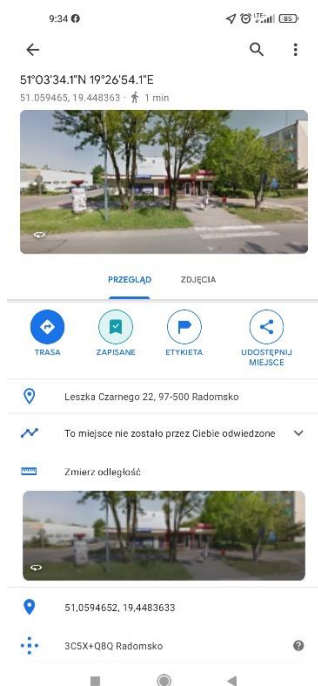 9:34
LTE+
85
51°03'34.1"N 19°26'54.1"E
51.059465, 19.448363 · 1 min
PRZEGLĄD ZDJĘCIA
TRASA ZAPISANE ETYKIETA UDOSTĘPNIJ
MIEJSCE
Leszka Czarnego 22, 97-500 Radomsko
To miejsce nie zostało przez Ciebie odwiedzone
Zmierz odległość
51,0594652, 19,4483633
3C5X+Q8Q Radomsko